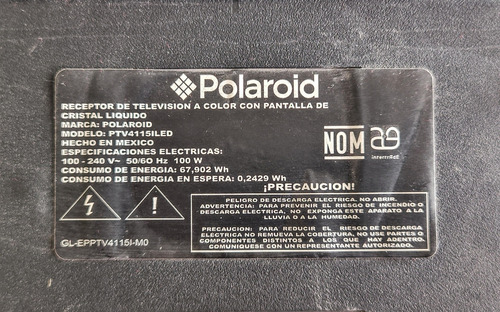 Polaroid
RECEPTOR DE TELEVISION A COLOR CON PANTALLA DE
CRISTAL LIQUIDO
MARCA: POLAROID
MODELO: PTV4115ILED
HECHO EN MEXICO
ESPECIFICACIONES ELECTRICAS:
100 - 240 V~ 50/60 Hz 100 W
CONSUMO DE ENERGIA: 67,902 Wh
CONSUMO DE ENERGIA EN ESPERA: 0,2429 Wh
NOM
¡PRECAUCION!
PELIGRO DE DESCARGA ELECTRICA. NO ABRIR.
ADVERTENCIA: PARA PREVENIR EL RIESGO DE INCENDIO O
DESCARGA ELECTRICA, NO EXPONGA ESTE APARATO A LA
LLUVIA O A LA HUMEDAD.
PRECAUCION: PARA REDUCIR EL RIESGO DE DESCARGA
ELECTRICA NO REMUEVA LA COBERTURA, NO USE PARTES O
COMPONENTES DISTINTOS A LOS QUE HAY ADENTRO.
COMUNIQUESE CON UN REPRESENTANTE AUTORIZADO.
GL-EPPTV4115I-M0